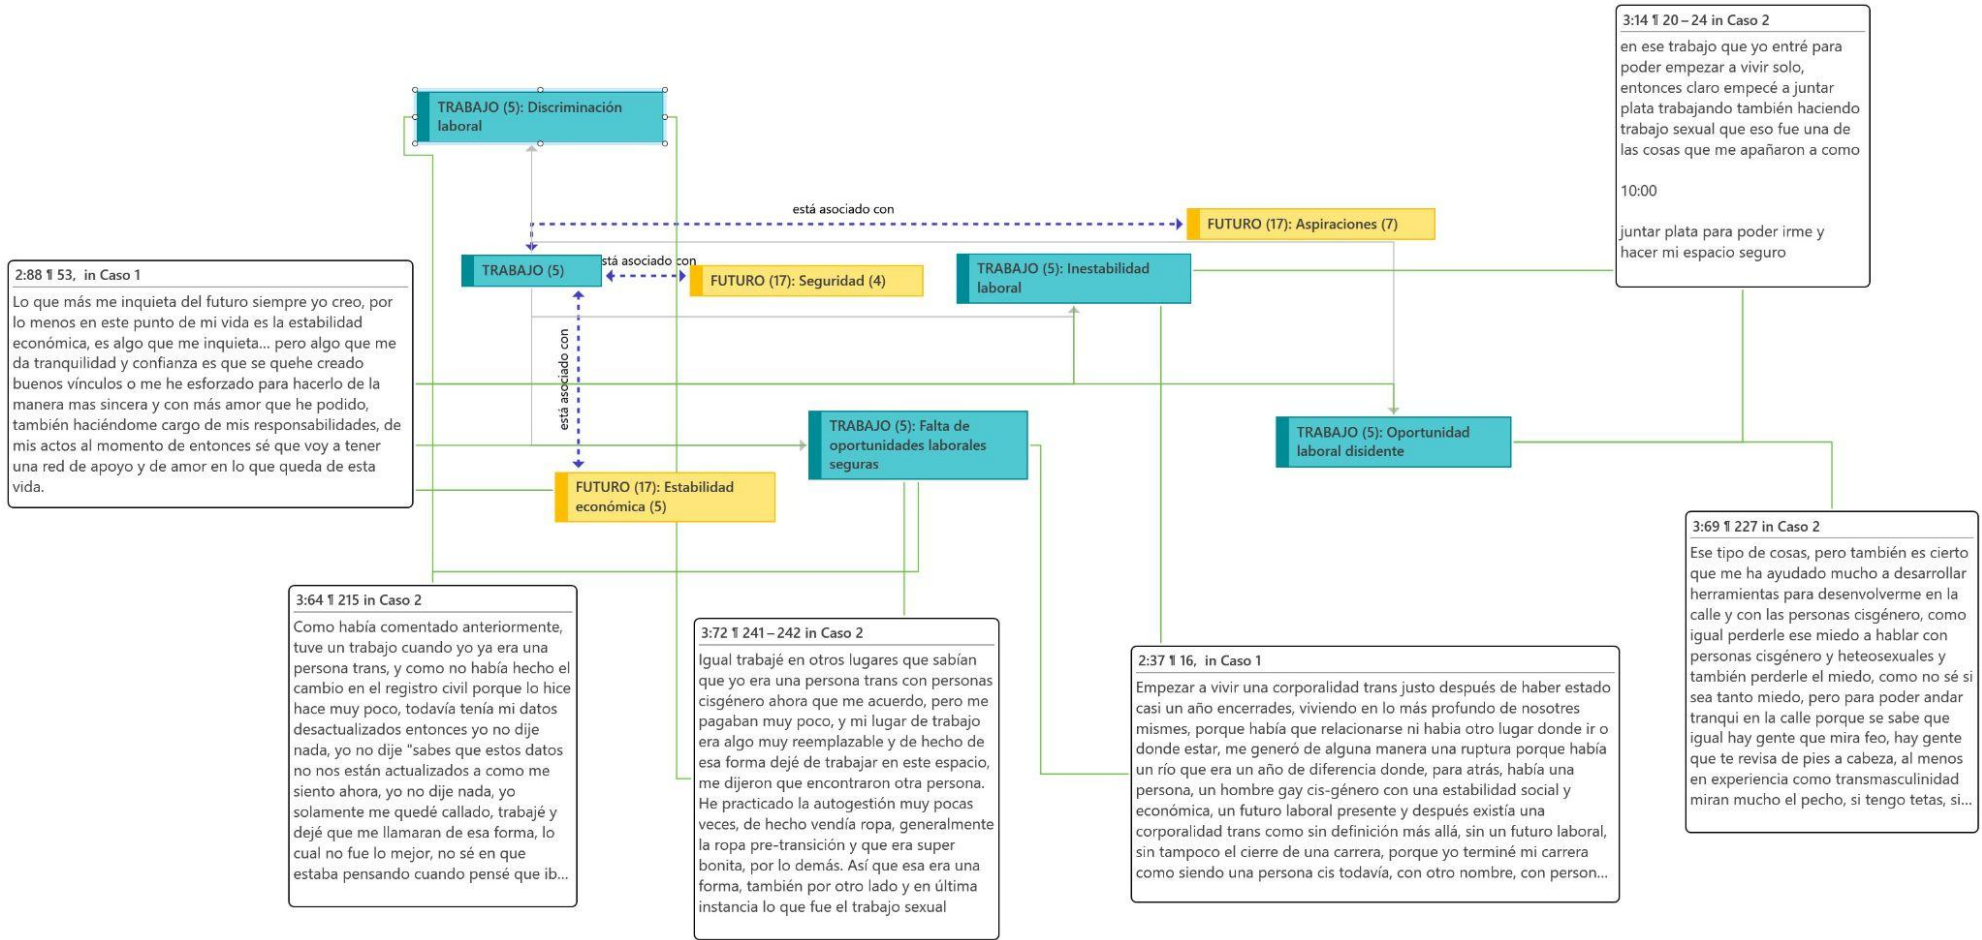 3:14 ¶ 20 – 24 in Caso 2
en ese trabajo que yo entré para
poder empezar a vivir solo,
entonces claro empecé a juntar
plata trabajando también haciendo
trabajo sexual que eso fue una de
las cosas que me apañaron a como
10:00
juntar plata para poder irme y
hacer mi espacio seguro
TRABAJO (5): Discriminación
laboral
está asociado con
FUTURO (17): Aspiraciones (7)
TRABAJO (5)
stá asociado con
FUTURO (17): Seguridad (4)
TRABAJO (5): Inestabilidad
laboral
2:88 ¶ 53, in Caso 1
Lo que más me inquieta del futuro siempre yo creo, por
lo menos en este punto de mi vida es la estabilidad
económica, es algo que me inquieta... pero algo que me
da tranquilidad y confianza es que se quehe creado
buenos vínculos o me he esforzado para hacerlo de la
manera mas sincera y con más amor que he podido,
también haciéndome cargo de mis responsabilidades, de
mis actos al momento de entonces sé que voy a tener
una red de apoyo y de amor en lo que queda de esta
vida.
está asociado con
TRABAJO (5): Falta de
oportunidades laborales
seguras
TRABAJO (5): Oportunidad
laboral disidente
FUTURO (17): Estabilidad
económica (5)
3:64 ¶ 215 in Caso 2
Como había comentado anteriormente,
tuve un trabajo cuando yo ya era una
persona trans, y como no había hecho el
cambio en el registro civil porque lo hice
hace muy poco, todavía tenía mi datos
desactualizados entonces yo no dije
nada, yo no dije "sabes que estos datos
no nos están actualizados a como me
siento ahora, yo no dije nada, yo
solamente me quedé callado, trabajé y
dejé que me llamaran de esa forma, lo
cual no fue lo mejor, no sé en que
estaba pensando cuando pensé que ib...
3:72 ¶ 241 – 242 in Caso 2
Igual trabajé en otros lugares que sabían
que yo era una persona trans con personas
cisgénero ahora que me acuerdo, pero me
pagaban muy poco, y mi lugar de trabajo
era algo muy reemplazable y de hecho de
esa forma dejé de trabajar en este espacio,
me dijeron que encontraron otra persona.
He practicado la autogestión muy pocas
veces, de hecho vendía ropa, generalmente
la ropa pre-transición y que era super
bonita, por lo demás. Así que esa era una
forma, también por otro lado y en última
instancia lo que fue el trabajo sexual
2:37 ¶ 16, in Caso 1
Empezar a vivir una corporalidad trans justo después de haber estado
casi un año encerrades, viviendo en lo más profundo de nosotres
mismes, porque había que relacionarse ni habia otro lugar donde ir o
donde estar, me generó de alguna manera una ruptura porque había
un río que era un año de diferencia donde, para atrás, había una
persona, un hombre gay cis-género con una estabilidad social y
económica, un futuro laboral presente y después existía una
corporalidad trans como sin definición más allá, sin un futuro laboral,
sin tampoco el cierre de una carrera, porque yo terminé mi carrera
como siendo una persona cis todavía, con otro nombre, con person...
3:69 ¶ 227 in Caso 2
Ese tipo de cosas, pero también es cierto
que me ha ayudado mucho a desarrollar
herramientas para desenvolverme en la
calle y con las personas cisgénero, como
igual perderle ese miedo a hablar con
personas cisgénero y heteosexuales y
también perderle el miedo, como no sé si
sea tanto miedo, pero para poder andar
tranqui en la calle porque se sabe que
igual hay gente que mira feo, hay gente
que te revisa de pies a cabeza, al menos
en experiencia como transmasculinidad
miran mucho el pecho, si tengo tetas, si...